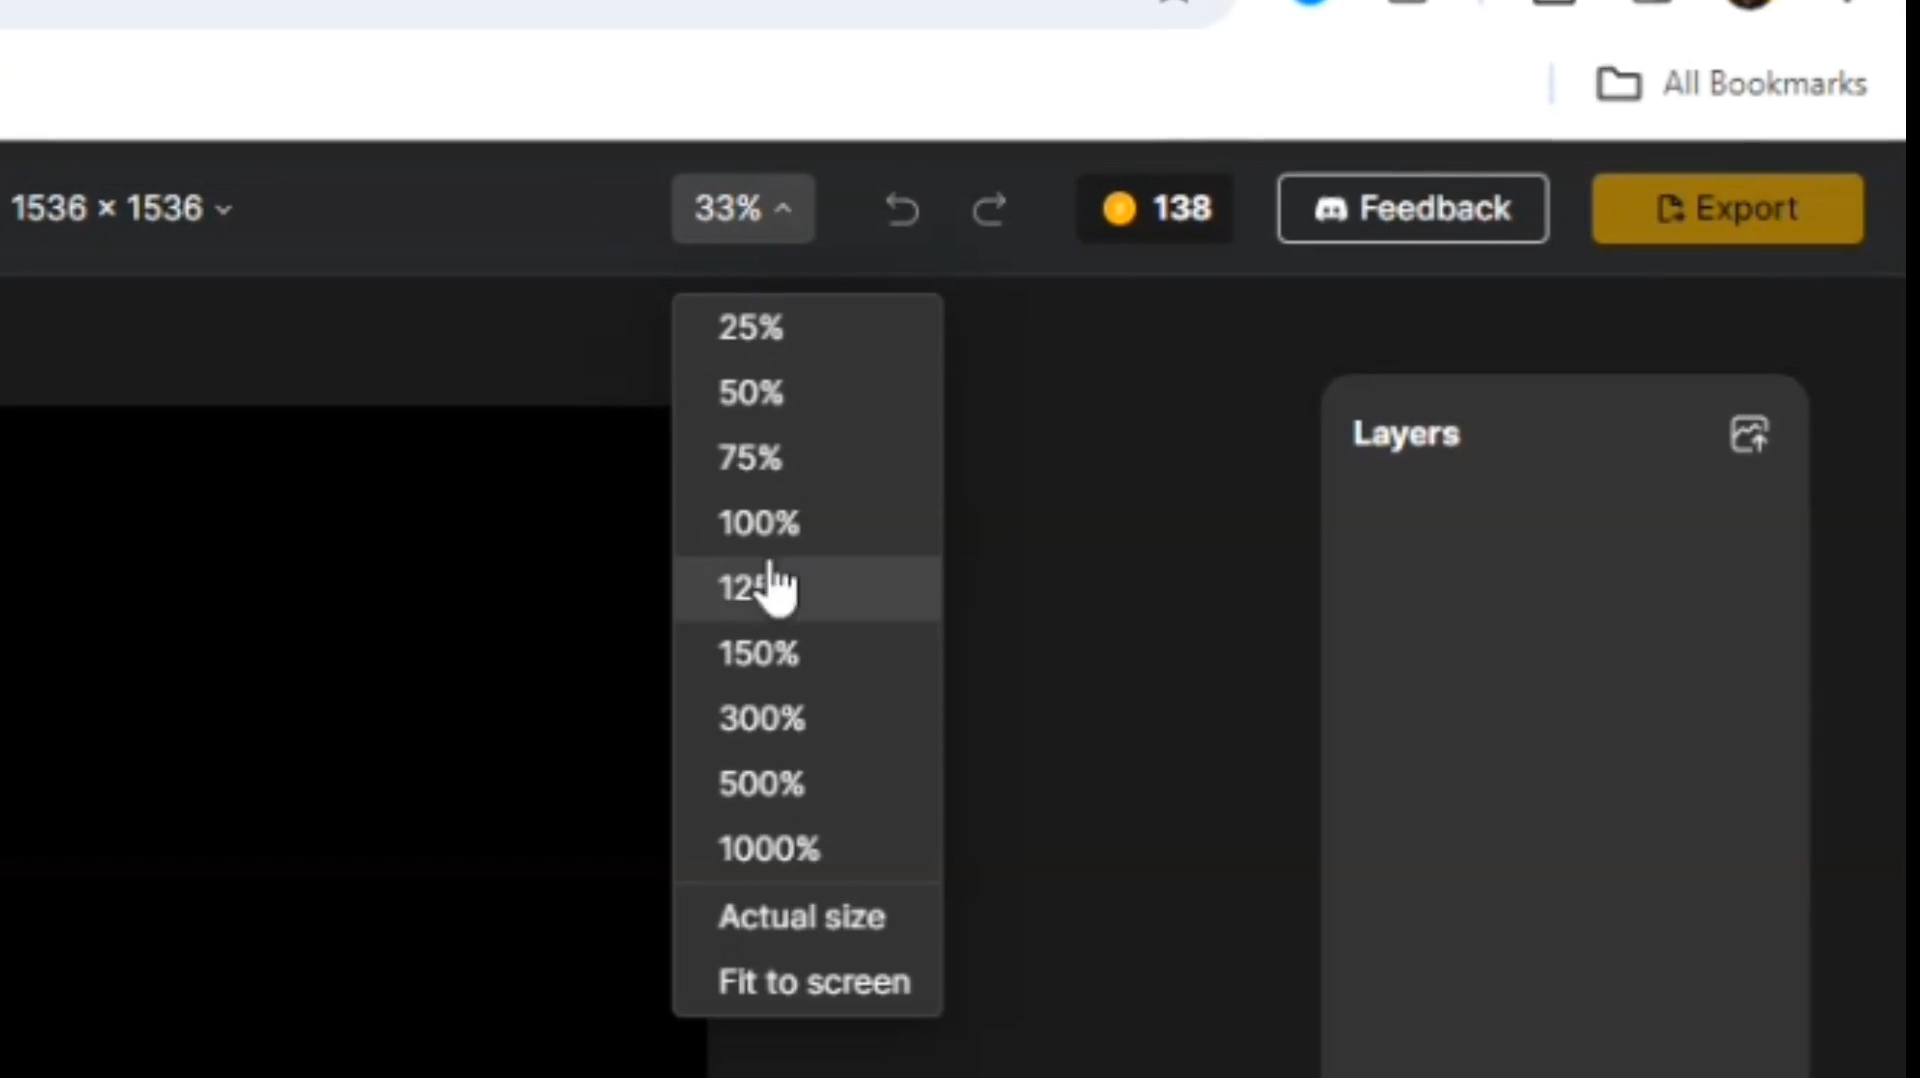 All Bookmarks
1536 × 1536
33%
138
Feedback
Export
25%
50%
75%
100%
150%
300%
500%
1000%
Actual size
Fit to screen
Layers